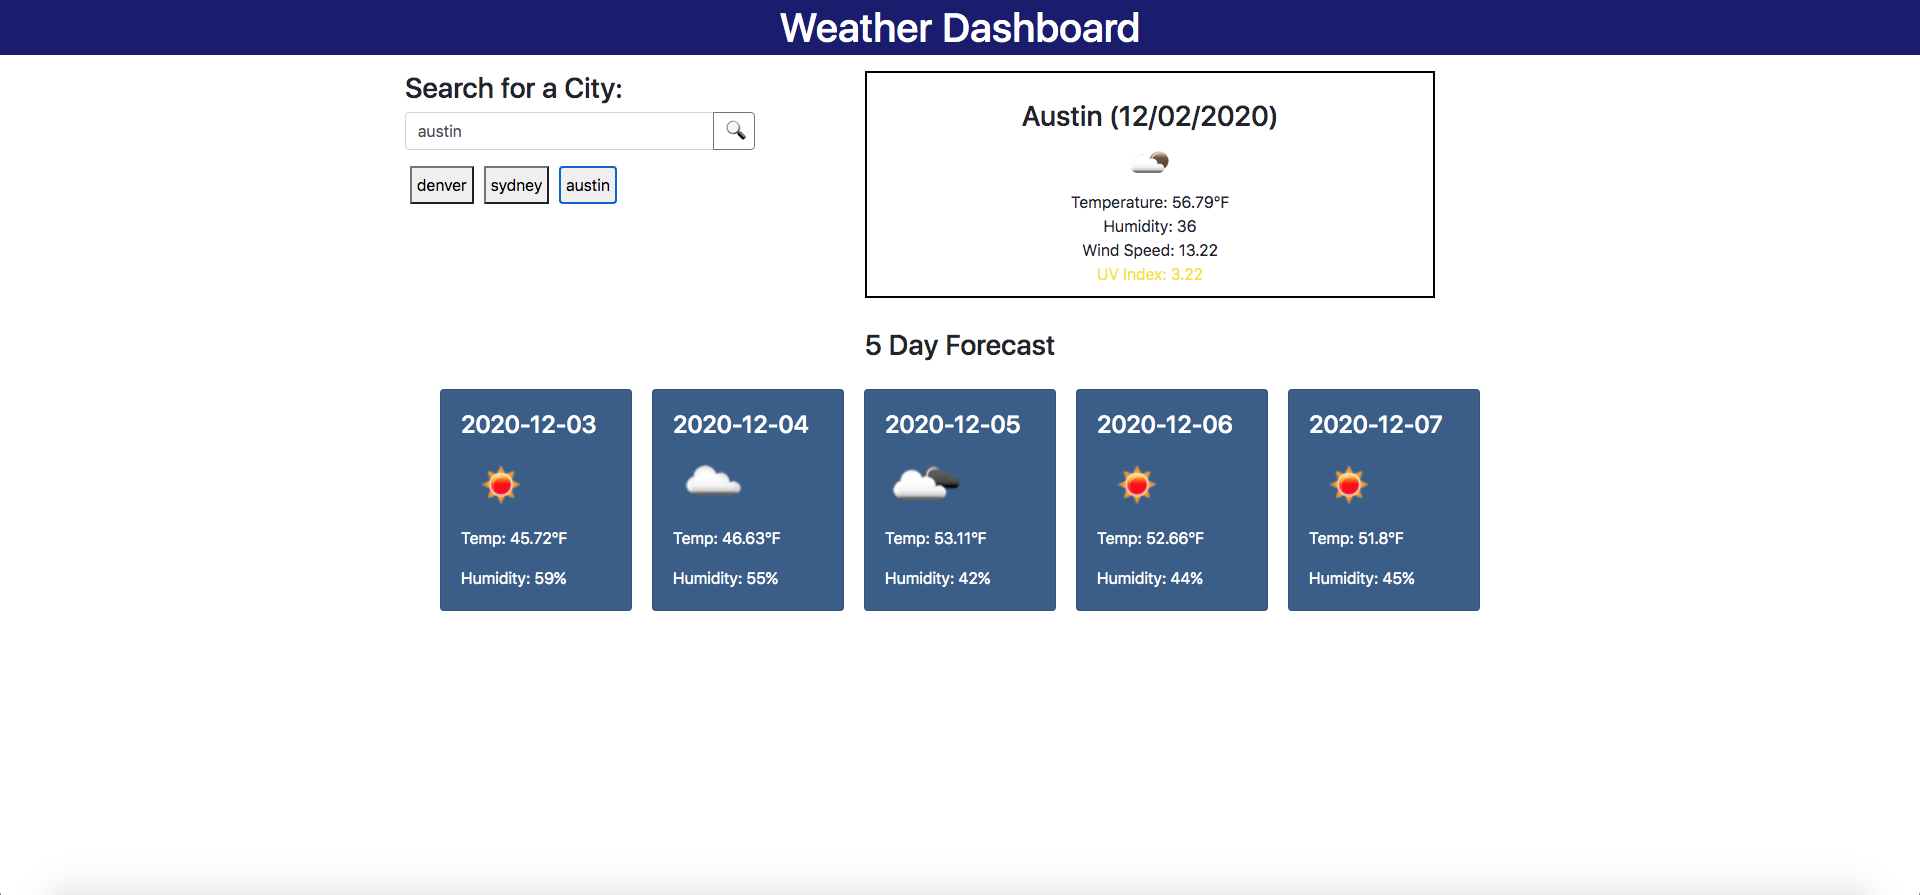 Weather Dashboard
Search for a City:
austin
denver sydney austin
Austin (12/02/2020)
Temperature: 56.79°F
Humidity: 36
Wind Speed: 13.22
UV Index: 3.22
5 Day Forecast
2020-12-03
Temp: 45.72°F
Humidity: 59%
2020-12-04
Temp: 46.63°F
Humidity: 55%
2020-12-05
Temp: 53.11°F
Humidity: 42%
2020-12-06
Temp: 52.66°F
Humidity: 44%
2020-12-07
Temp: 51.8°F
Humidity: 45%